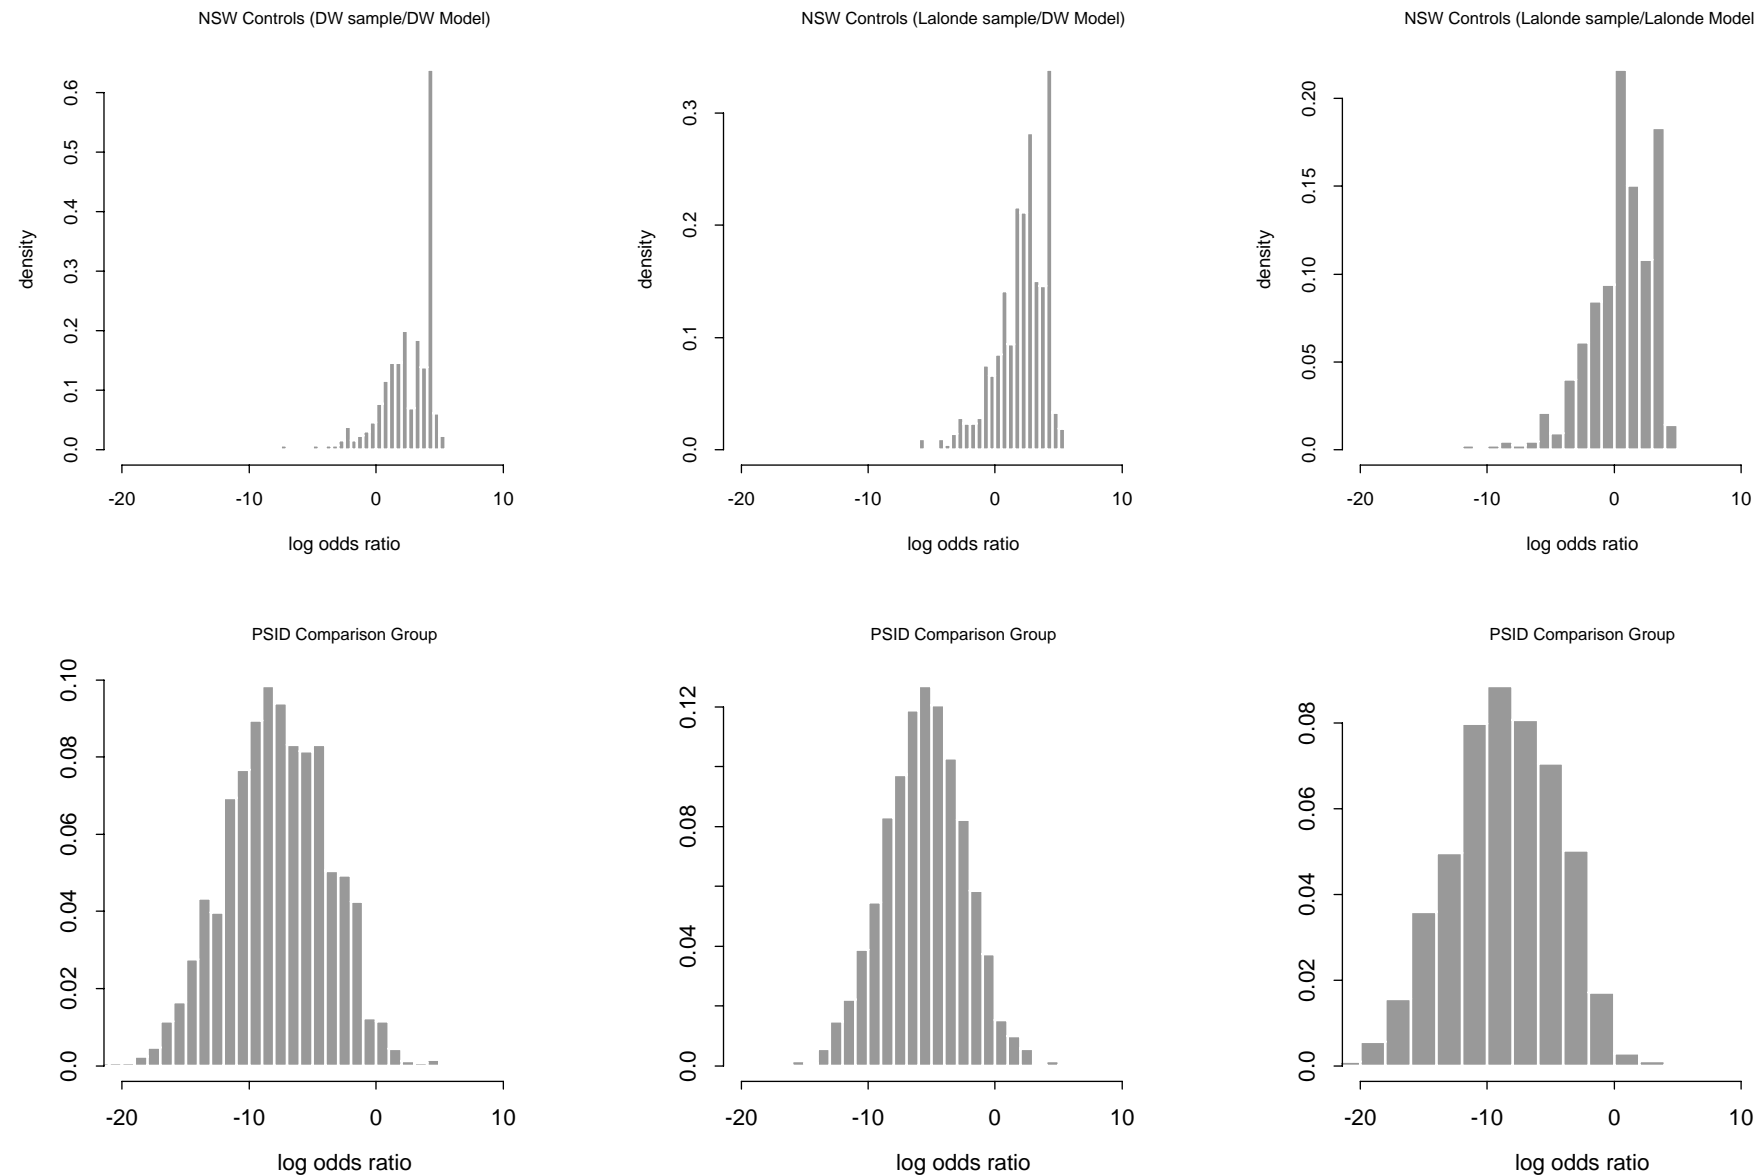 NSW Controls (DW sample/DW Model)
density
0.0 0.1 0.2 0.3 0.4 0.5 0.6
-20 -10 0 10
log odds ratio
NSW Controls (Lalonde sample/DW Model)
density
0.0 0.1 0.2 0.3
-20 -10 0 10
log odds ratio
NSW Controls (Lalonde sample/Lalonde Model
density
0.0 0.05 0.10 0.15 0.20
-20 -10 0 10
log odds ratio
PSID Comparison Group
0.0 0.02 0.04 0.06 0.08 0.10
-20 -10 0 10
log odds ratio
PSID Comparison Group
0.0 0.04 0.08 0.12
-20 -10 0 10
log odds ratio
PSID Comparison Group
0.0 0.02 0.04 0.06 0.08
-20 -10 0 10
log odds ratio